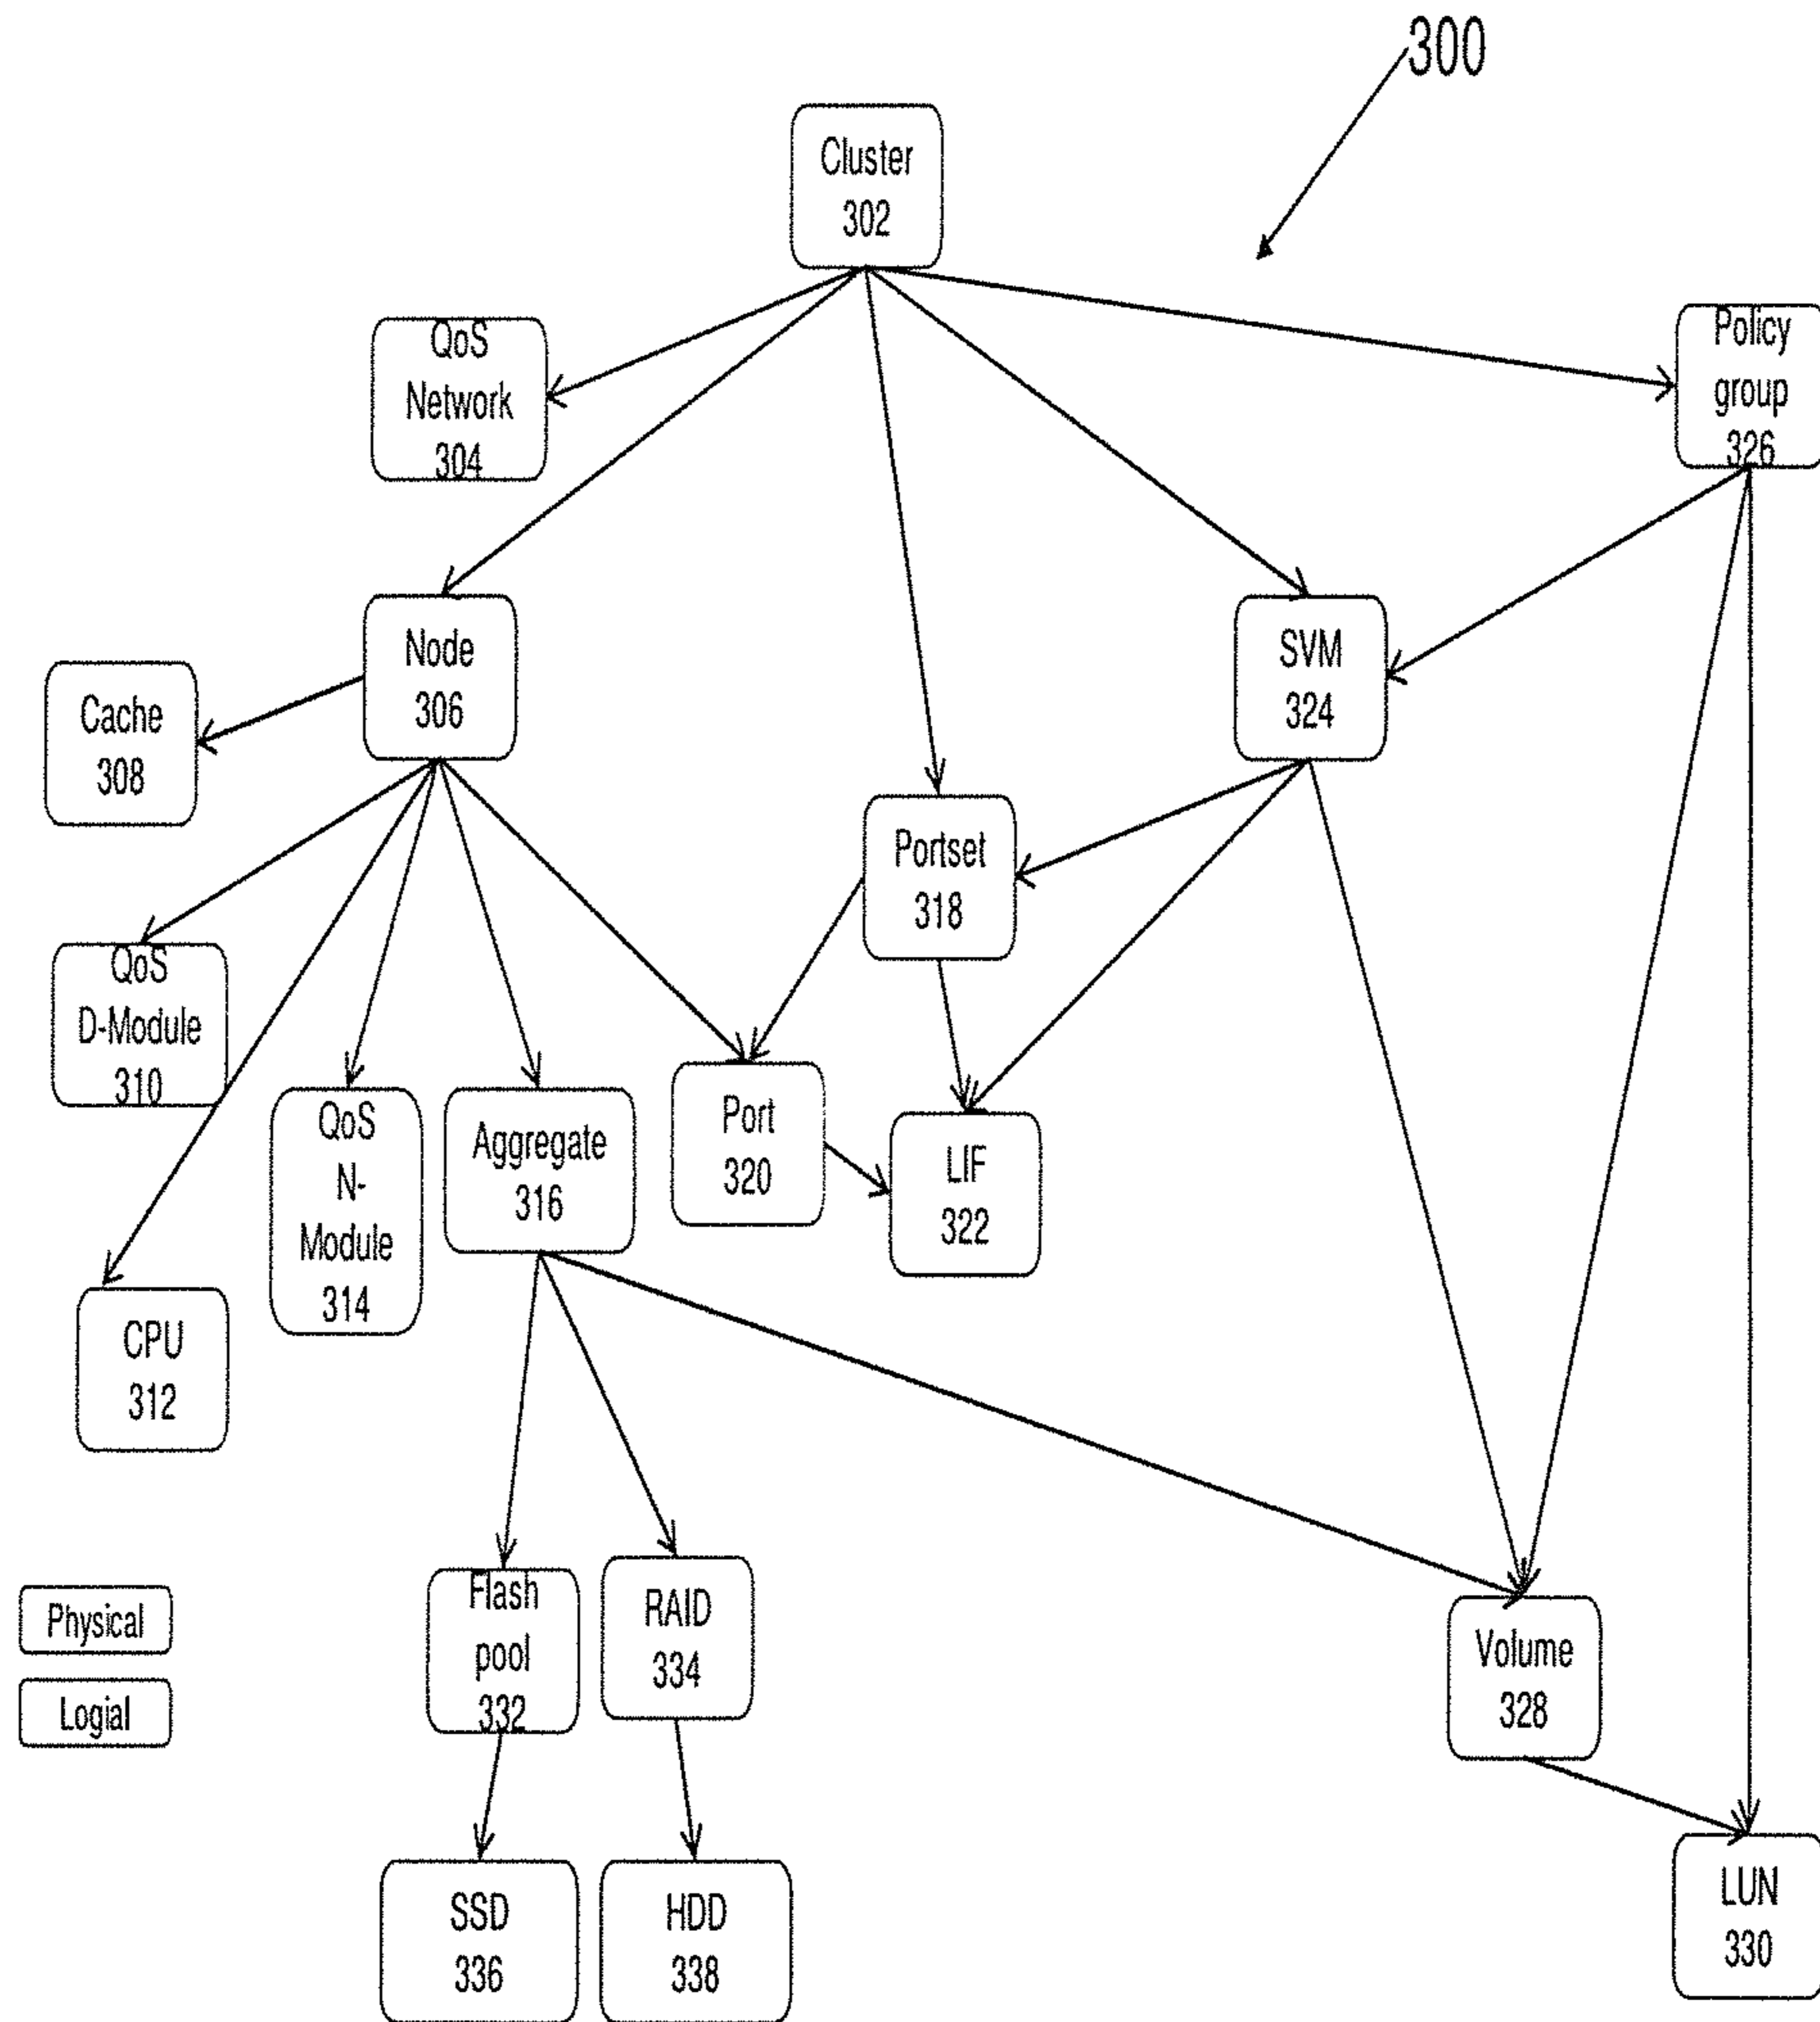 300
Cluster
302
QoS
Network
304
Policy
group
326
Node
306
SVM
324
Cache
308
Portset
318
QoS
D-Module
310
QoS
N-
Module
314
Aggregate
316
Port
320
LIF
322
CPU
312
Flash
pool
332
RAID
334
Physical
Logial
Volume
328
SSD
336
HDD
338
LUN
330